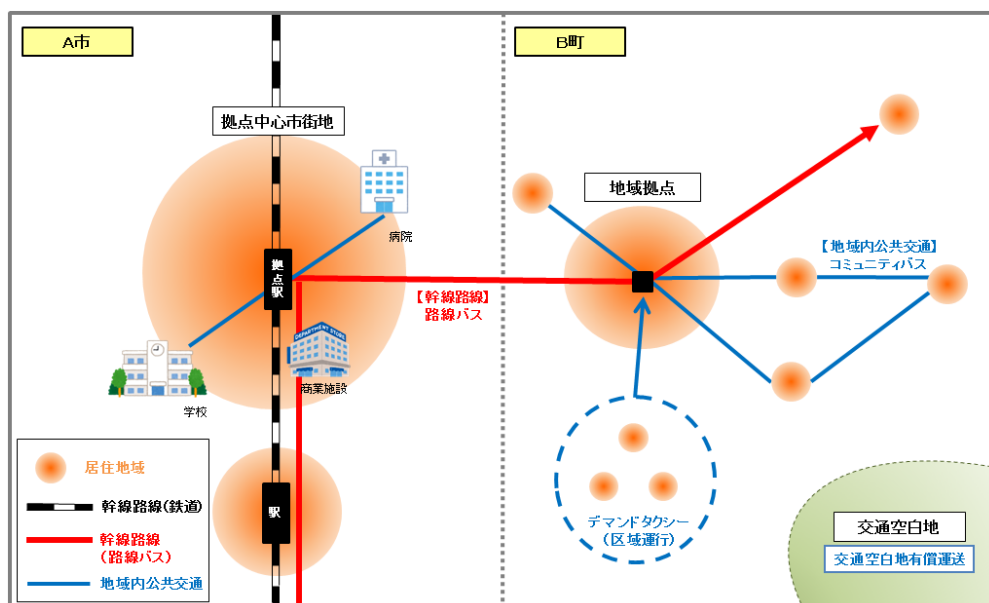 A市
B町
拠点中心市街地
病院
拠点駅
学校
DEPARTMENT STORE
商業施設
駅
【幹線路線】
路線バス
地域拠点
【地域内公共交通】
コミュニティバス
デマンドタクシー
(区域運行)
交通空白地
交通空白地有償運送
居住地域
幹線路線(鉄道)
幹線路線
(路線バス)
地域内公共交通